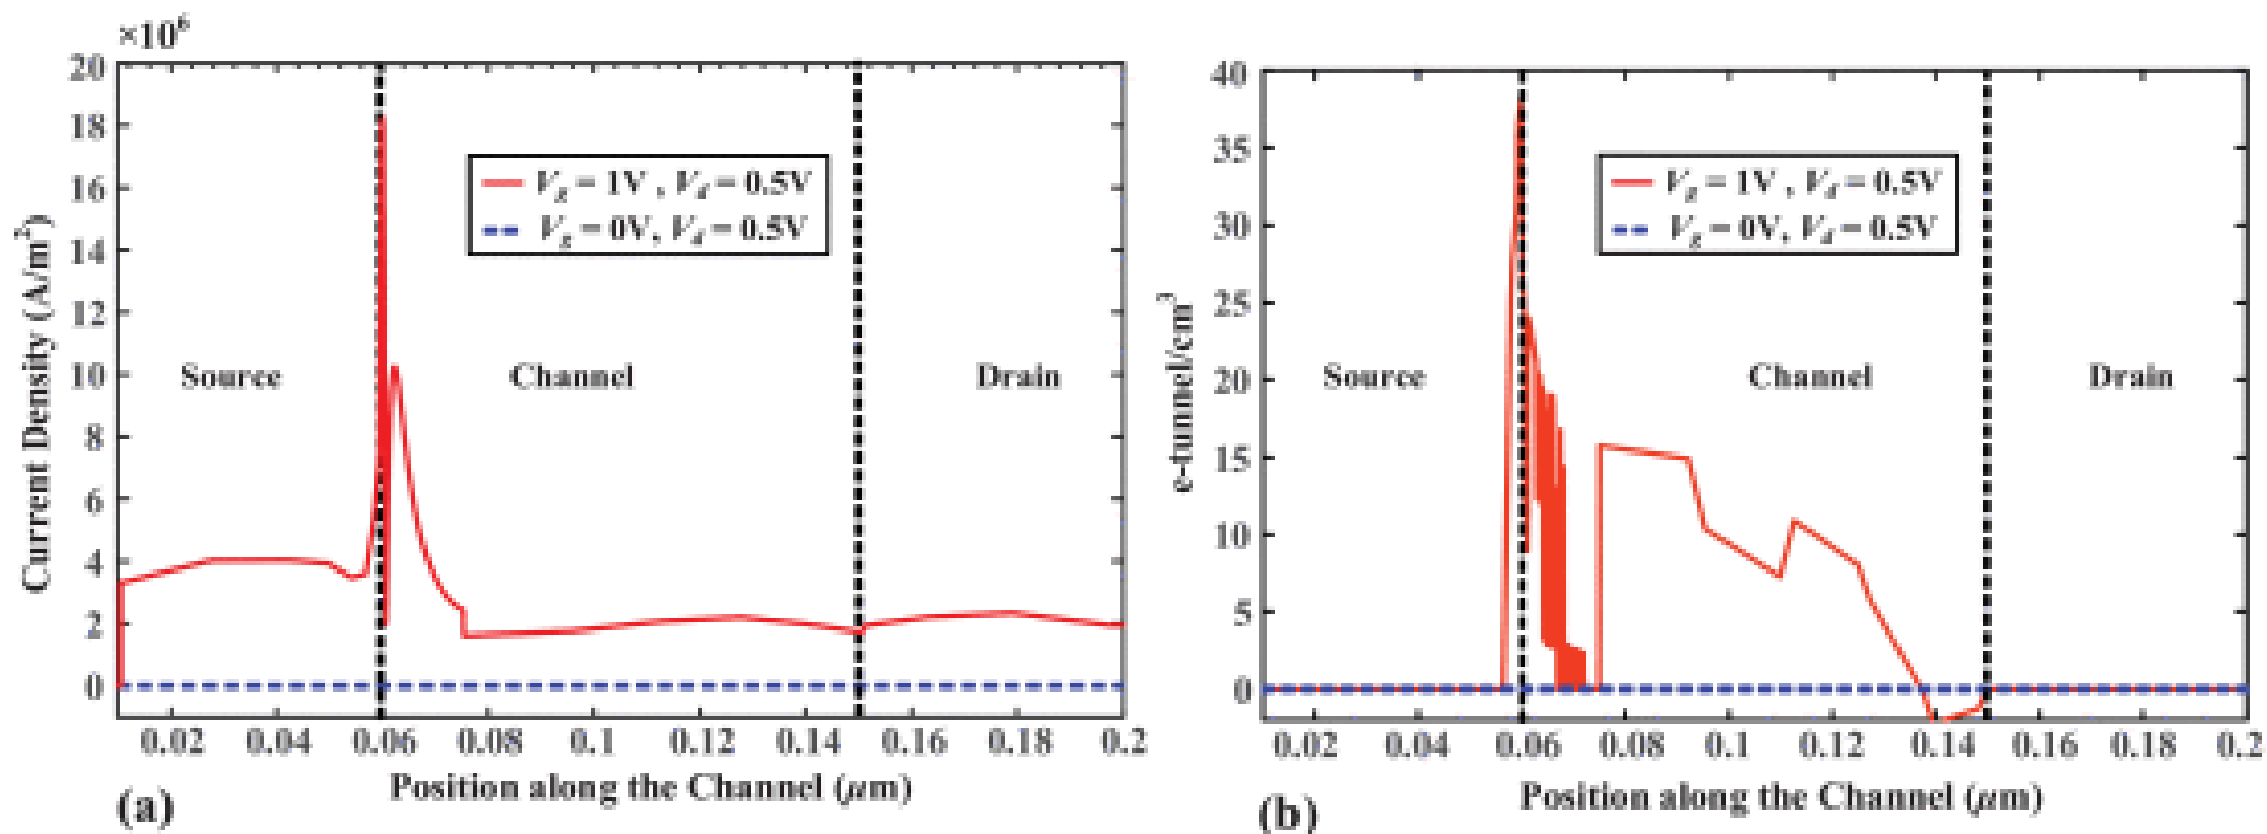 ×10⁶
20
18
16
14
12
10
8
6
4
2
0
Current Density (A/m²)
V_g = 1V , V_d = 0.5V
V_g = 0V, V_d = 0.5V
Source
Channel
Drain
0.02 0.04 0.06 0.08 0.1 0.12 0.14 0.16 0.18 0.2
Position along the Channel (μm)
(a)
40
35
30
25
20
15
10
5
0
e-tunnel/cm³
V_g = 1V , V_d = 0.5V
V_g = 0V, V_d = 0.5V
Source
Channel
Drain
0.02 0.04 0.06 0.08 0.1 0.12 0.14 0.16 0.18 0.2
Position along the Channel (μm)
(b)